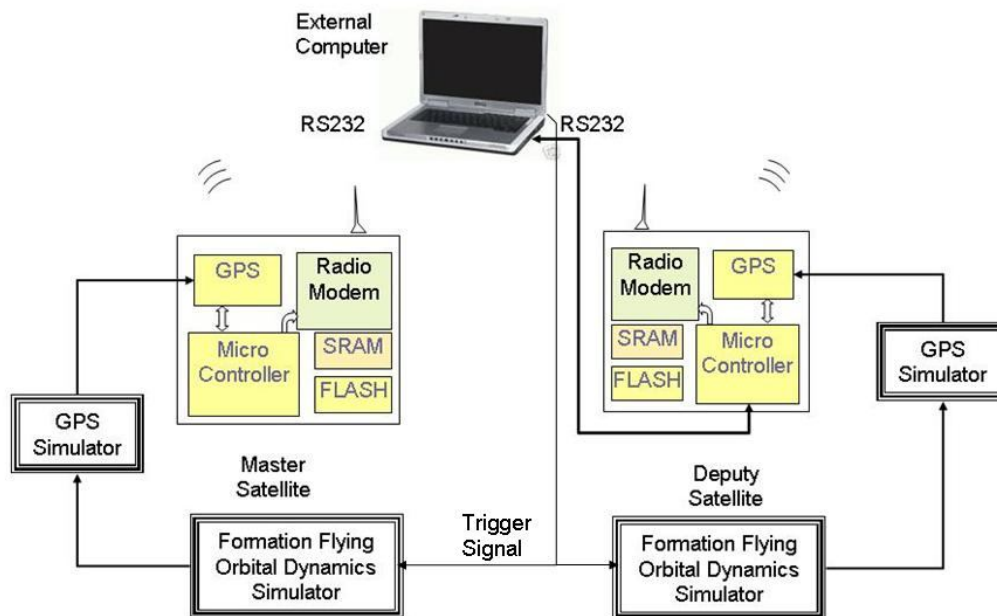 External
Computer
RS232
RS232
GPS
Radio
Modem
Micro
Controller
SRAM
FLASH
Radio
Modem
GPS
SRAM
Micro
Controller
FLASH
GPS
Simulator
GPS
Simulator
Master
Satellite
Deputy
Satellite
Formation Flying
Orbital Dynamics
Simulator
Trigger
Signal
Formation Flying
Orbital Dynamics
Simulator